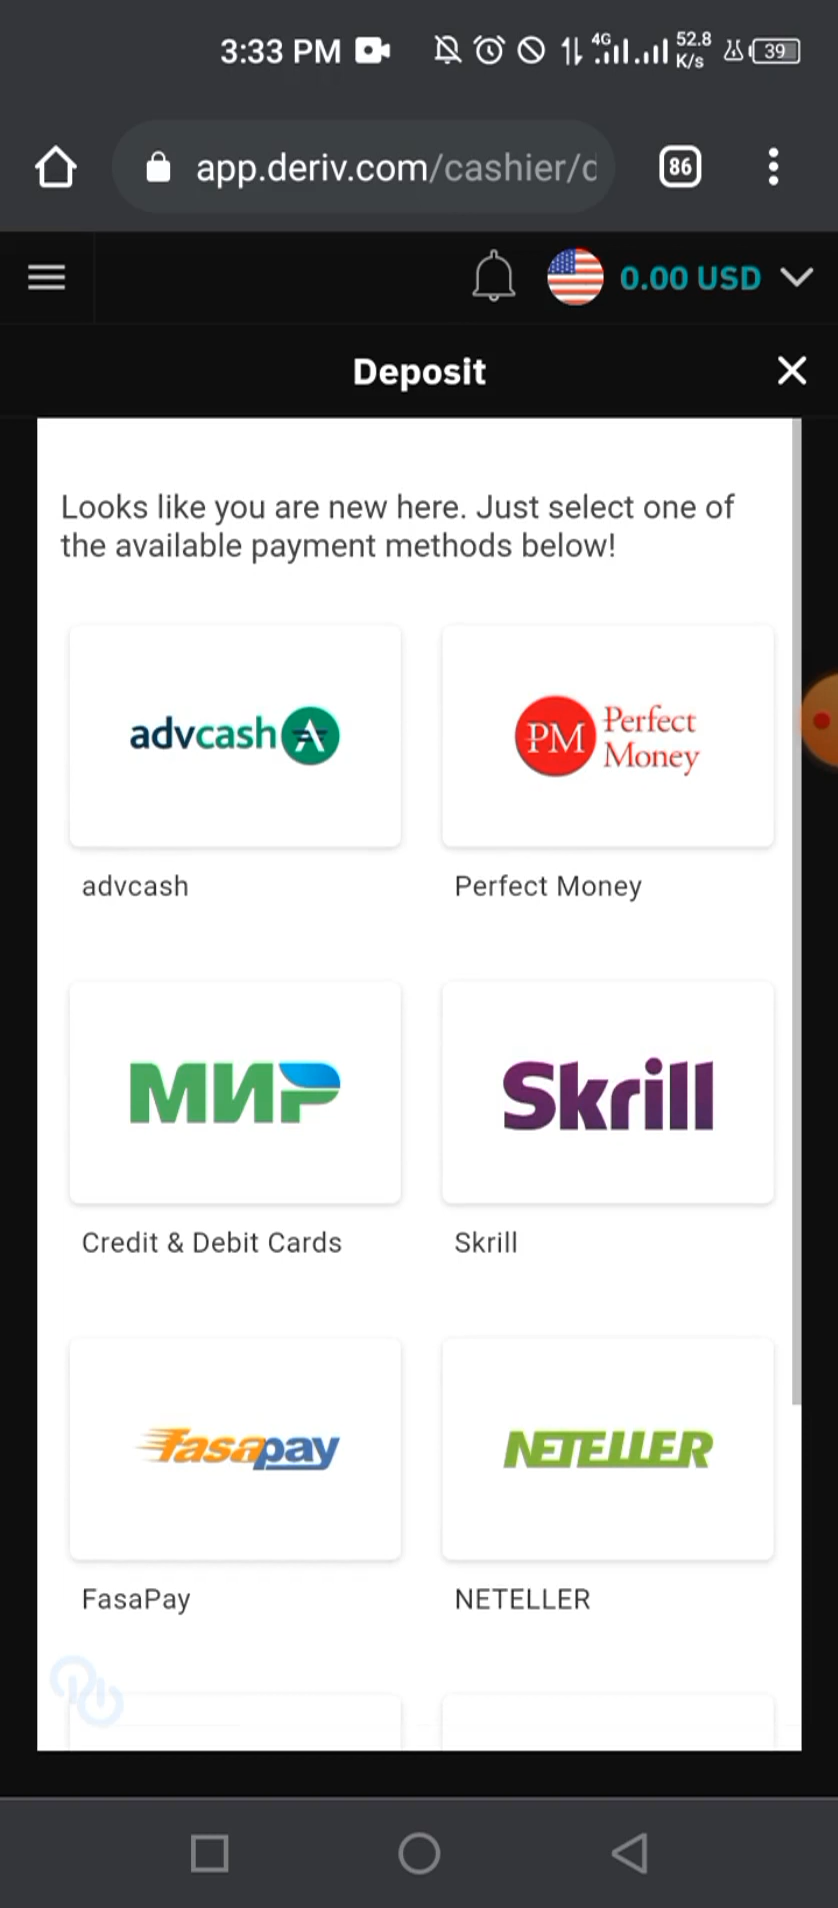 3:33 PM 4G 52.8 K/s 39
app.deriv.com/cashier/d 86
0.00 USD
Deposit
Looks like you are new here. Just select one of
the available payment methods below!
advcash
PM Perfect
Money
advcash Perfect Money
МИР Skrill
Credit & Debit Cards Skrill
fasapay NETELLER
FasaPay NETELLER